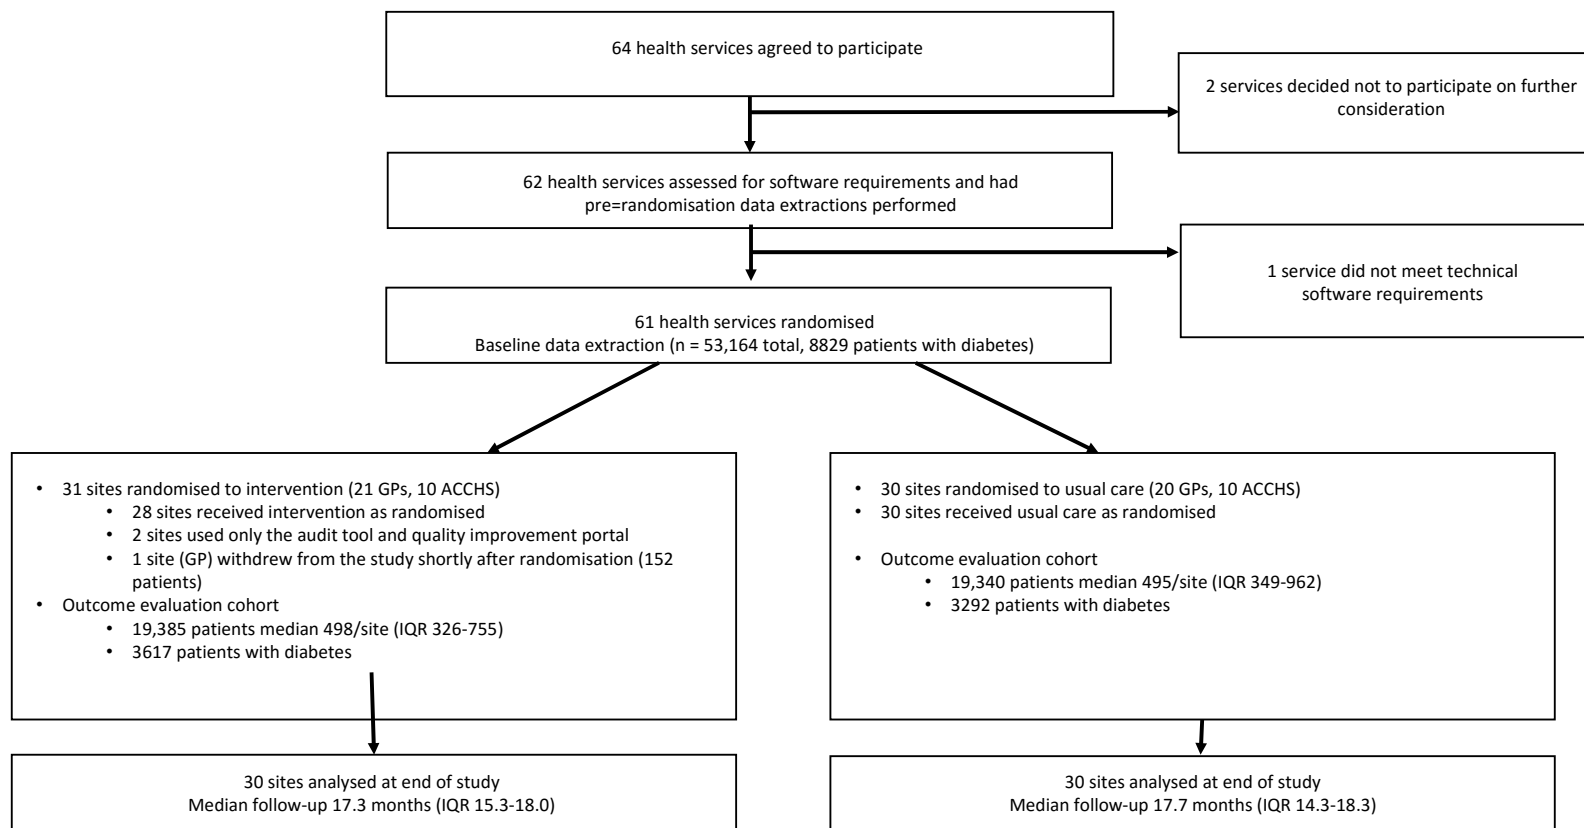 64 health services agreed to participate
2 services decided not to participate on further
consideration
62 health services assessed for software requirements and had
pre=randomisation data extractions performed
1 service did not meet technical
software requirements
61 health services randomised
Baseline data extraction (n = 53,164 total, 8829 patients with diabetes)
• 31 sites randomised to intervention (21 GPs, 10 ACCHS)
• 28 sites received intervention as randomised
• 2 sites used only the audit tool and quality improvement portal
• 1 site (GP) withdrew from the study shortly after randomisation (152
patients)
• Outcome evaluation cohort
• 19,385 patients median 498/site (IQR 326-755)
• 3617 patients with diabetes
• 30 sites randomised to usual care (20 GPs, 10 ACCHS)
• 30 sites received usual care as randomised
• Outcome evaluation cohort
• 19,340 patients median 495/site (IQR 349-962)
• 3292 patients with diabetes
30 sites analysed at end of study
Median follow-up 17.3 months (IQR 15.3-18.0)
30 sites analysed at end of study
Median follow-up 17.7 months (IQR 14.3-18.3)